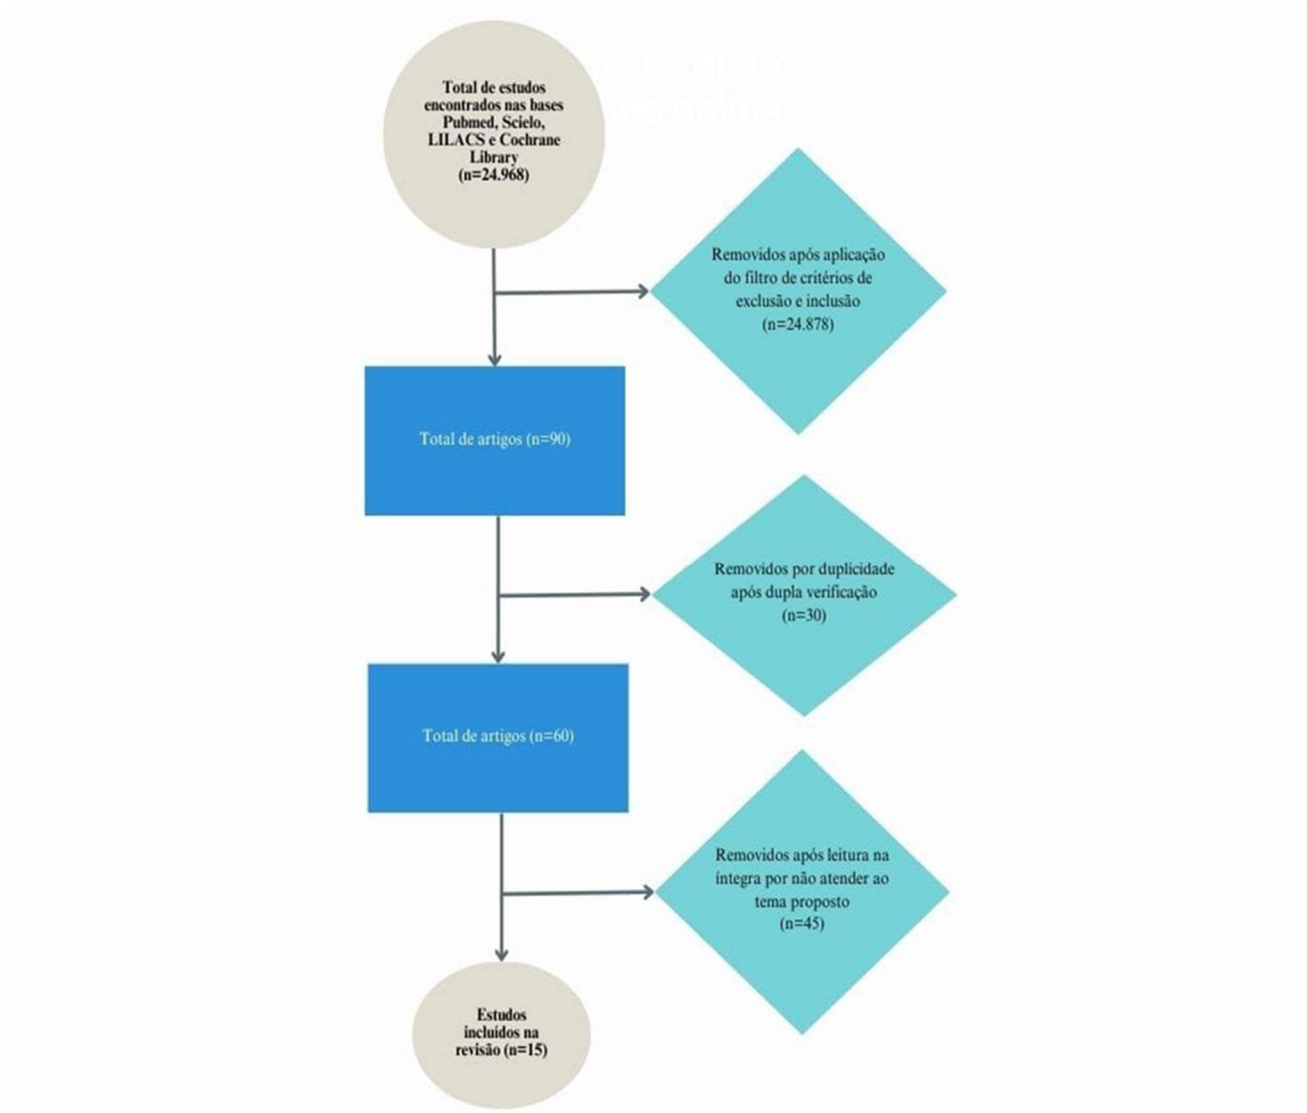 Total de estudos
encontrados nas bases
Pubmed, Scielo,
LILACS e Cochrane
Library
(n=24.968)
Removidos após aplicação
do filtro de critérios de
exclusão e inclusão
(n=24.878)
Total de artigos (n=90)
Removidos por duplicidade
após dupla verificação
(n=30)
Total de artigos (n=60)
Removidos após leitura na
íntegra por não atender ao
tema proposto
(n=45)
Estudos
incluídos na
revisão (n=15)